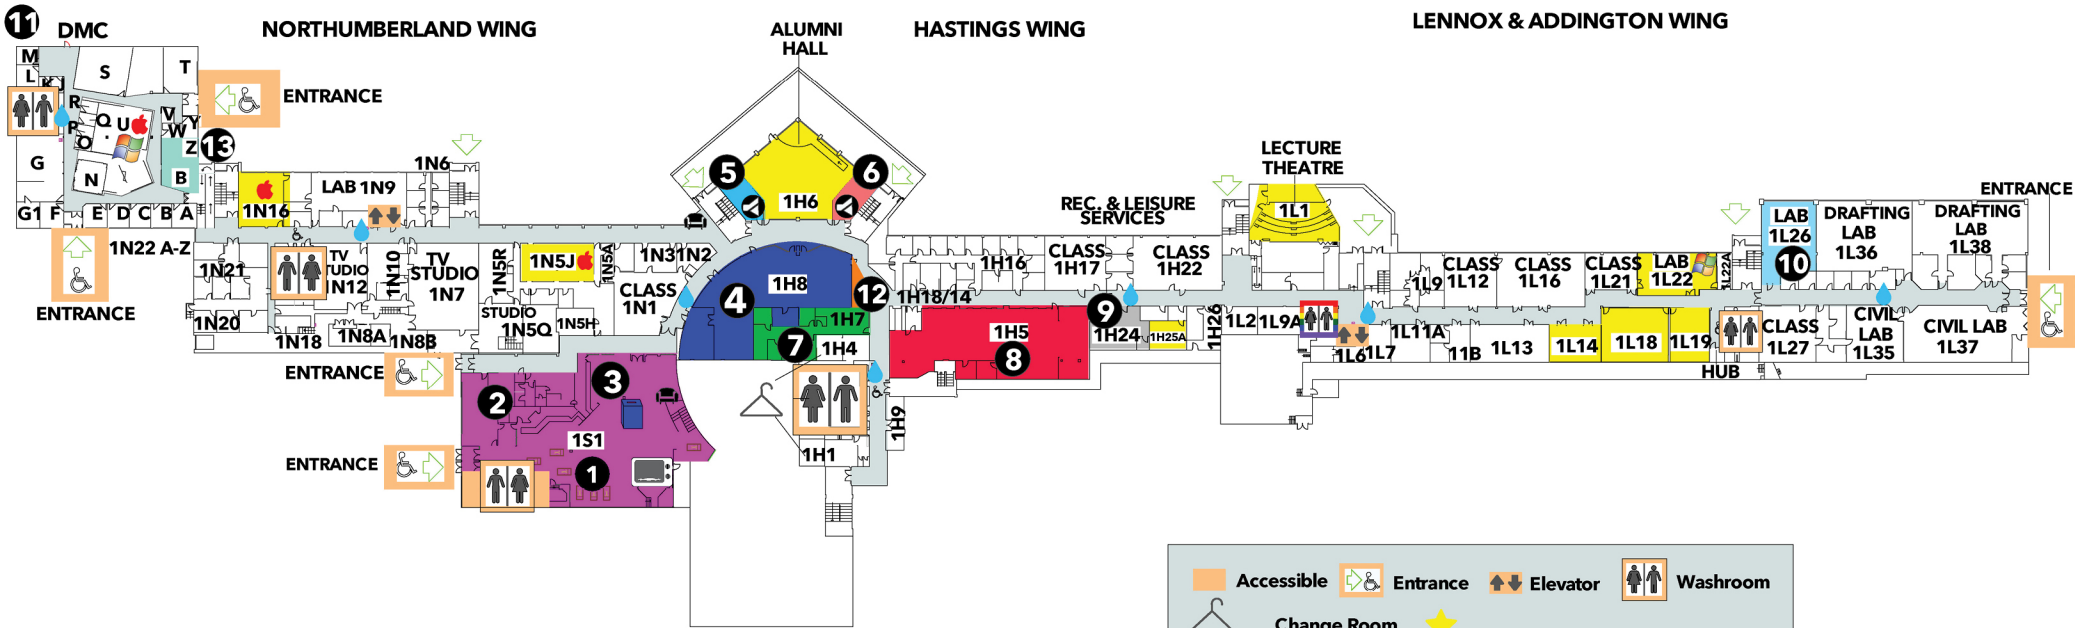 11
DMC
NORTHUMBERLAND WING
ALUMNI
HALL
HASTINGS WING
LENNOX & ADDINGTON WING
M
L
S
T
R
P
O
Q
U
V
W
Y
Z
B
G
N
G1
F
E
D
C
B
A
ENTRANCE
13
1N16
LAB 1N9
1N6
1N22 A-Z
ENTRANCE
5
6
1H6
LECTURE
THEATRE
1L1
REC. & LEISURE
SERVICES
ENTRANCE
1N21
1N20
1N18
1N12
1N8A
1N8B
1N10
TV
STUDIO
1N7
1N5R
1N5J
1N5A
STUDIO
1N5Q
1N5H
1N3
1N2
CLASS
1N1
4
1H8
12
1H7
7
1H4
1H18/14
1H16
CLASS
1H17
CLASS
1H22
9
1H24
1H25A
1H26
1H5
8
1L2
1L9A
1L6
1L7
1L9
1L11A
11B
CLASS
1L12
CLASS
1L16
CLASS
1L21
LAB
1L22
1L22A
1L13
1L14
1L18
1L19
LAB
1L26
10
DRAFTING
LAB
1L36
DRAFTING
LAB
1L38
HUB
CLASS
1L27
CIVIL
LAB
1L35
CIVIL LAB
1L37
ENTRANCE
ENTRANCE
2
3
1S1
1
1H9
1H1
Accessible
Entrance
Elevator
Washroom
Change Room